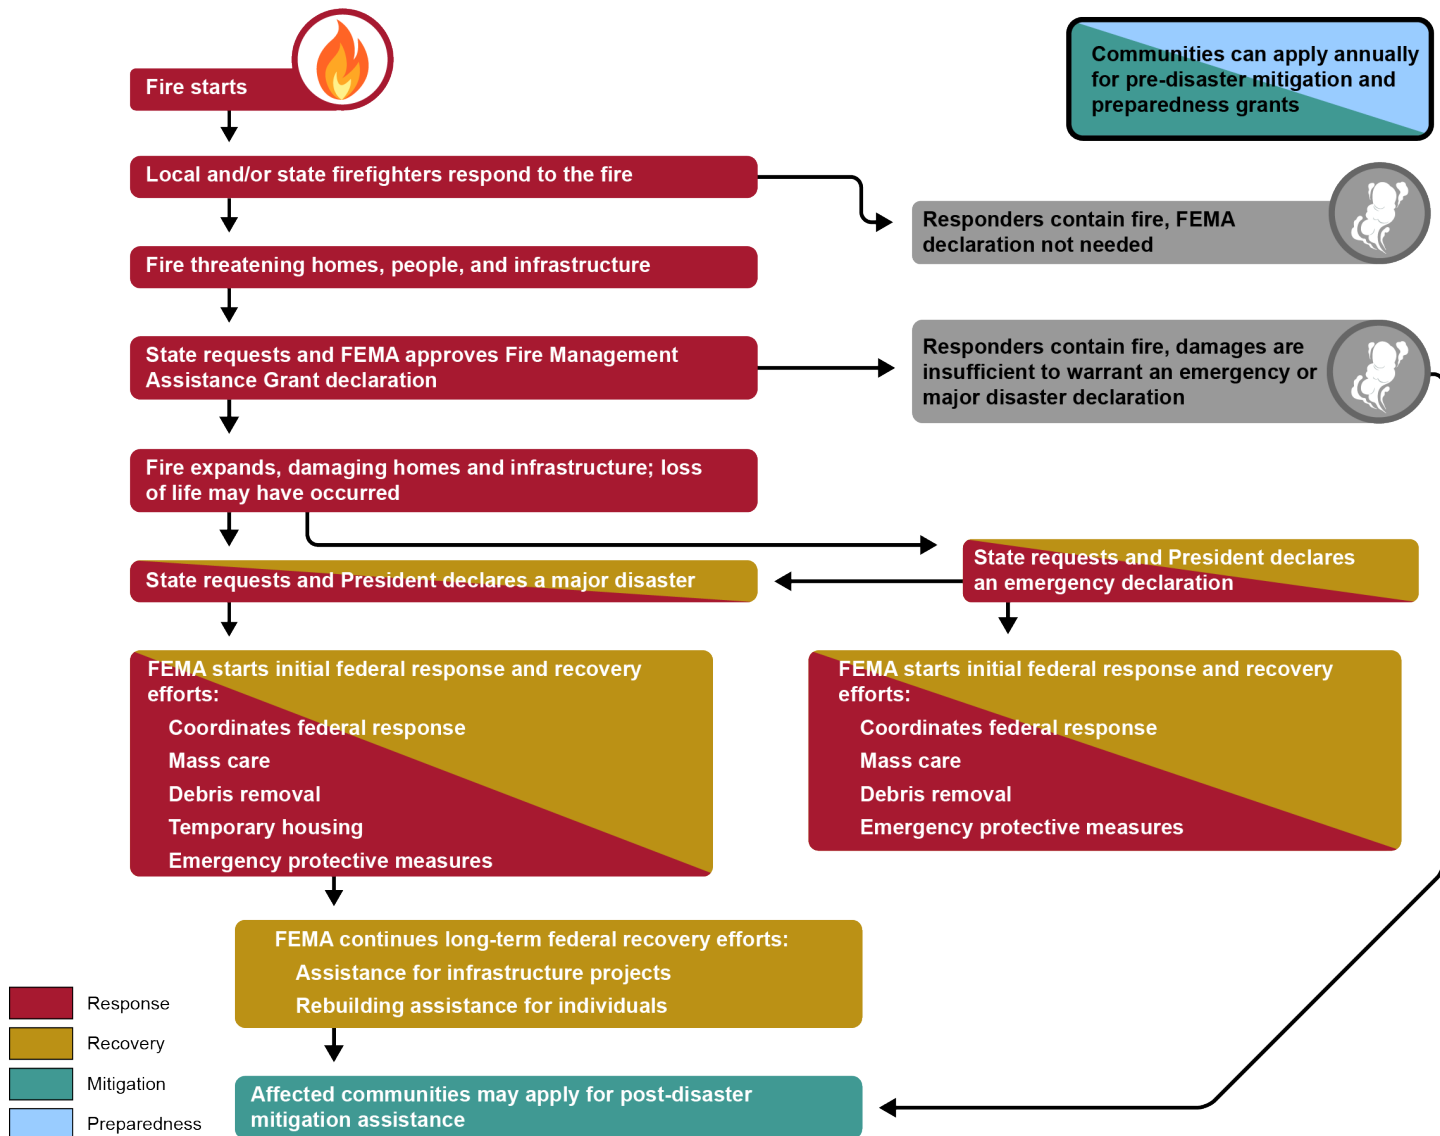 Fire starts
Communities can apply annually
for pre-disaster mitigation and
preparedness grants
Local and/or state firefighters respond to the fire
Responders contain fire, FEMA
declaration not needed
Fire threatening homes, people, and infrastructure
State requests and FEMA approves Fire Management
Assistance Grant declaration
Responders contain fire, damages are
insufficient to warrant an emergency or
major disaster declaration
Fire expands, damaging homes and infrastructure; loss
of life may have occurred
State requests and President declares a major disaster
State requests and President declares
an emergency declaration
FEMA starts initial federal response and recovery
efforts:
Coordinates federal response
Mass care
Debris removal
Temporary housing
Emergency protective measures
FEMA starts initial federal response and recovery
efforts:
Coordinates federal response
Mass care
Debris removal
Emergency protective measures
FEMA continues long-term federal recovery efforts:
Assistance for infrastructure projects
Rebuilding assistance for individuals
Affected communities may apply for post-disaster
mitigation assistance
Response
Recovery
Mitigation
Preparedness